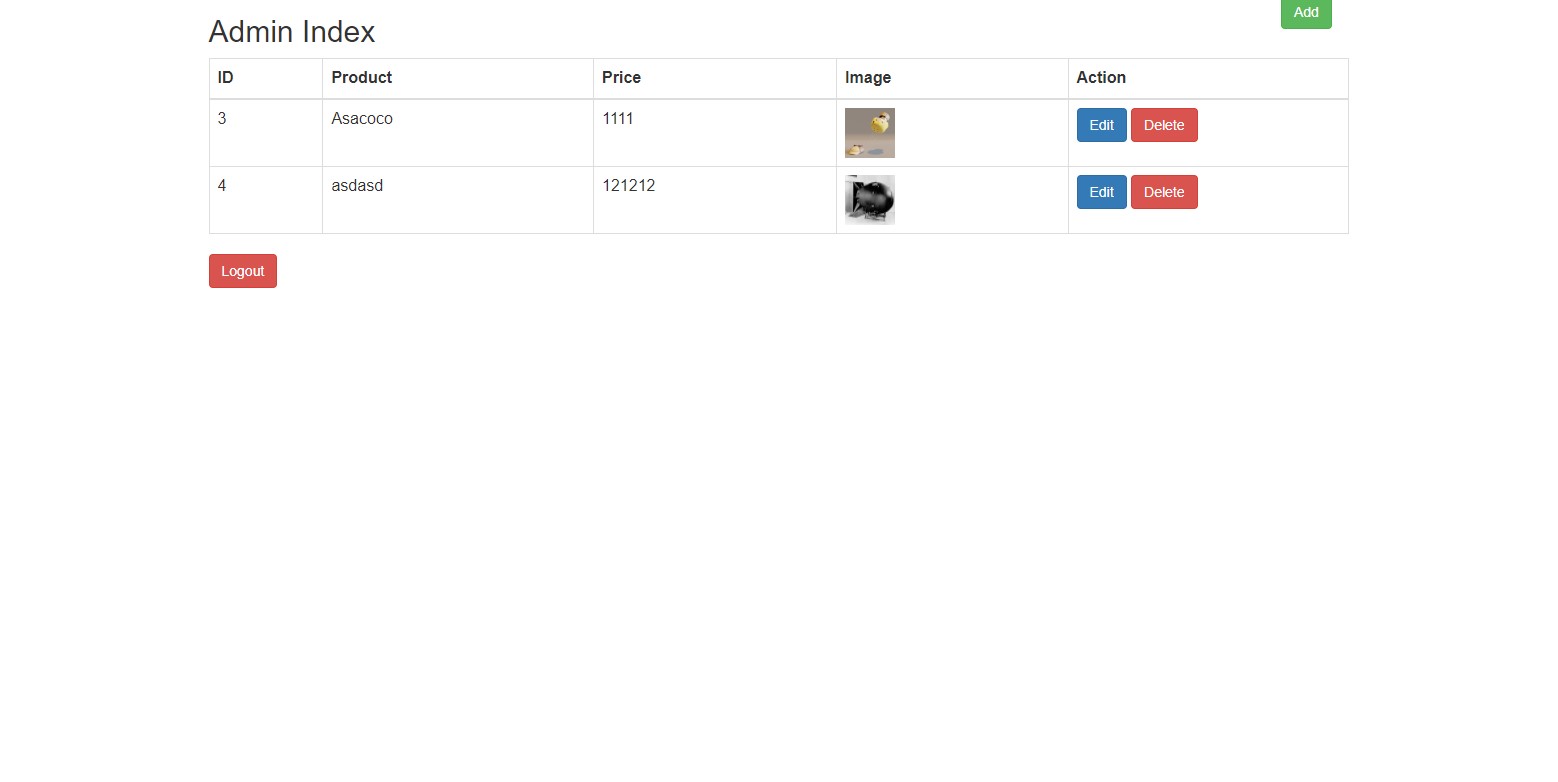 Add
Admin Index
ID Product Price Image Action
3 Asacoco 1111 Edit Delete
4 asdasd 121212 Edit Delete
Logout